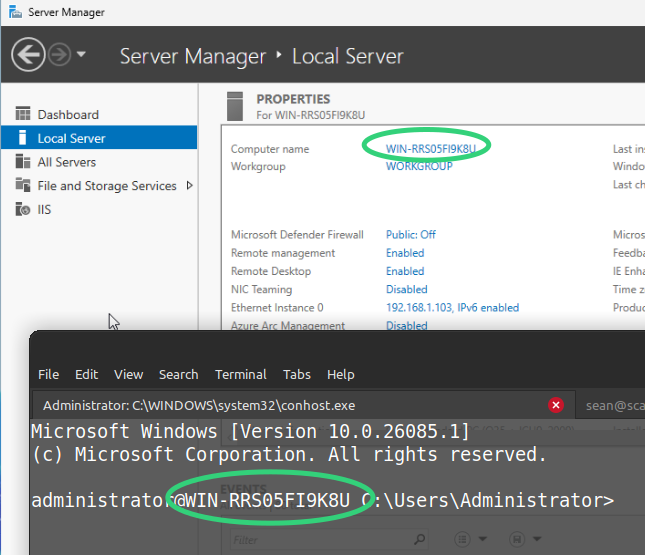 Server Manager
Server Manager ‣ Local Server
Dashboard
Local Server
All Servers
File and Storage Services
IIS
PROPERTIES
For WIN-RRS05FI9K8U
Computer name WIN-RRS05FI9K8U Last ins
Workgroup WORKGROUP Windo
Last ch
Microsoft Defender Firewall Public: Off Micros
Remote management Enabled Feedba
Remote Desktop Enabled IE Enha
NIC Teaming Disabled Time zo
Ethernet Instance 0 192.168.1.103, IPv6 enabled Produc
Azure Arc Management Disabled
File Edit View Search Terminal Tabs Help
Administrator: C:\WINDOWS\system32\conhost.exe sean@sca
Microsoft Windows [Version 10.0.26085.1]
(c) Microsoft Corporation. All rights reserved.
EVENTS
administrator@WIN-RRS05FI9K8U C:\Users\Administrator>
Filter